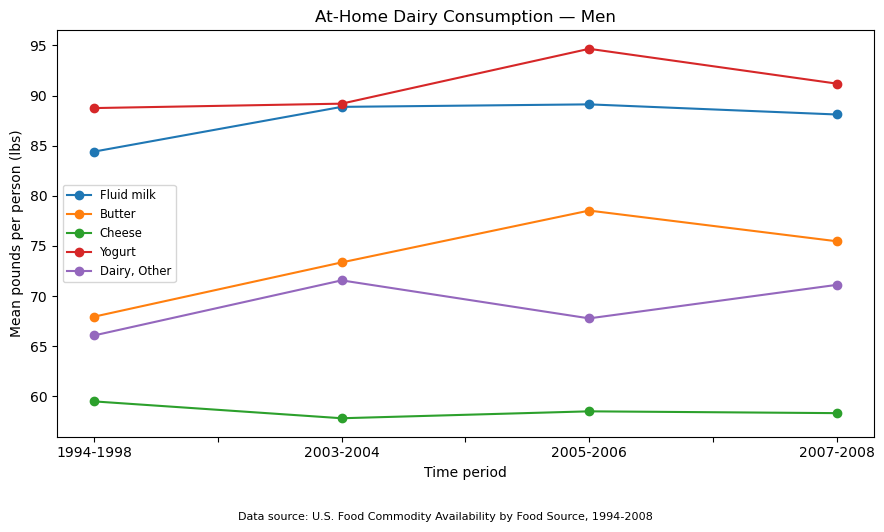 At-Home Dairy Consumption — Men
Mean pounds per person (lbs)
95
90
85
80
75
70
65
60
Fluid milk
Butter
Cheese
Yogurt
Dairy, Other
1994-1998 2003-2004 2005-2006 2007-2008
Time period
Data source: U.S. Food Commodity Availability by Food Source, 1994-2008